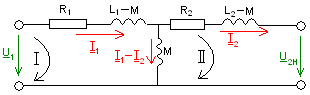 R1 L1-M R2 L2-M
U1 I I1 I1-I2 M II I2 U2H